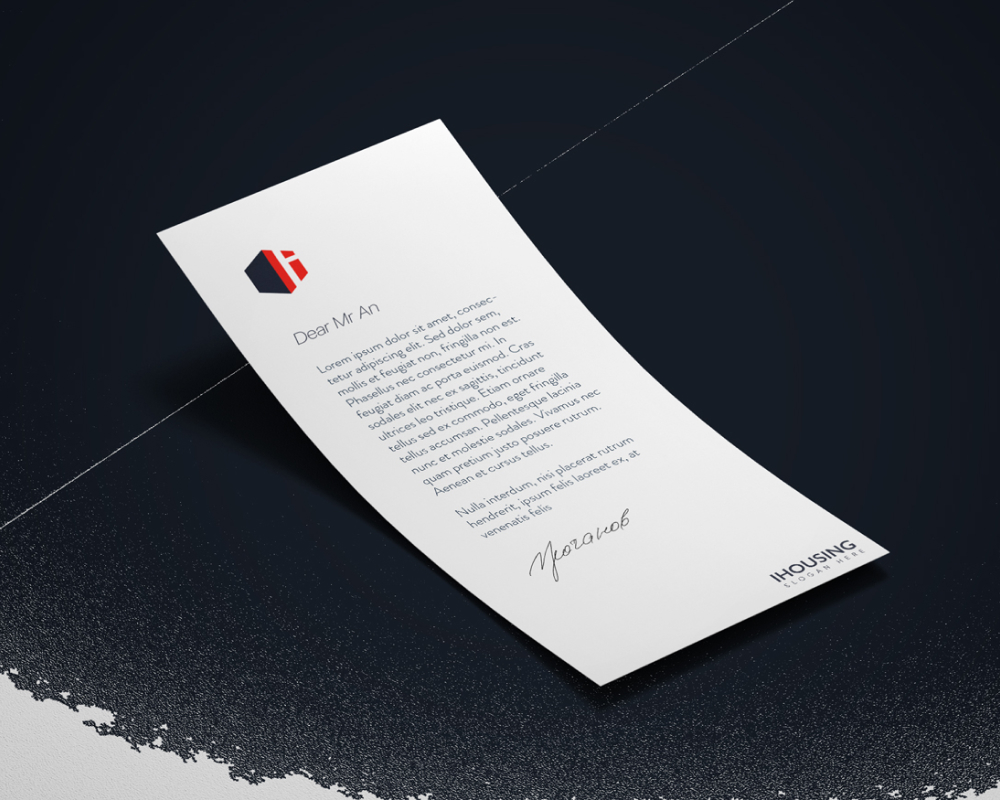 Dear Mr An
Lorem ipsum dolor sit amet, consec-
tetur adipiscing elit. Sed dolor sem,
mollis et feugiat non, fringilla non est.
Phasellus nec consectetur mi. In
feugiat diam ac porta euismod. Cras
sodales elit nec ex sagittis, tincidunt
ultrices leo tristique. Etiam ornare
tellus sed ex commodo, eget fringilla
tellus accumsan. Pellentesque lacinia
nunc et molestie sodales. Vivamus nec
quam pretium justo posuere rutrum.
Aenean et cursus tellus.
Nulla interdum, nisi placerat rutrum
hendrerit, ipsum felis laoreet ex, at
venenatis felis
IHOUSING
SLOGAN HERE